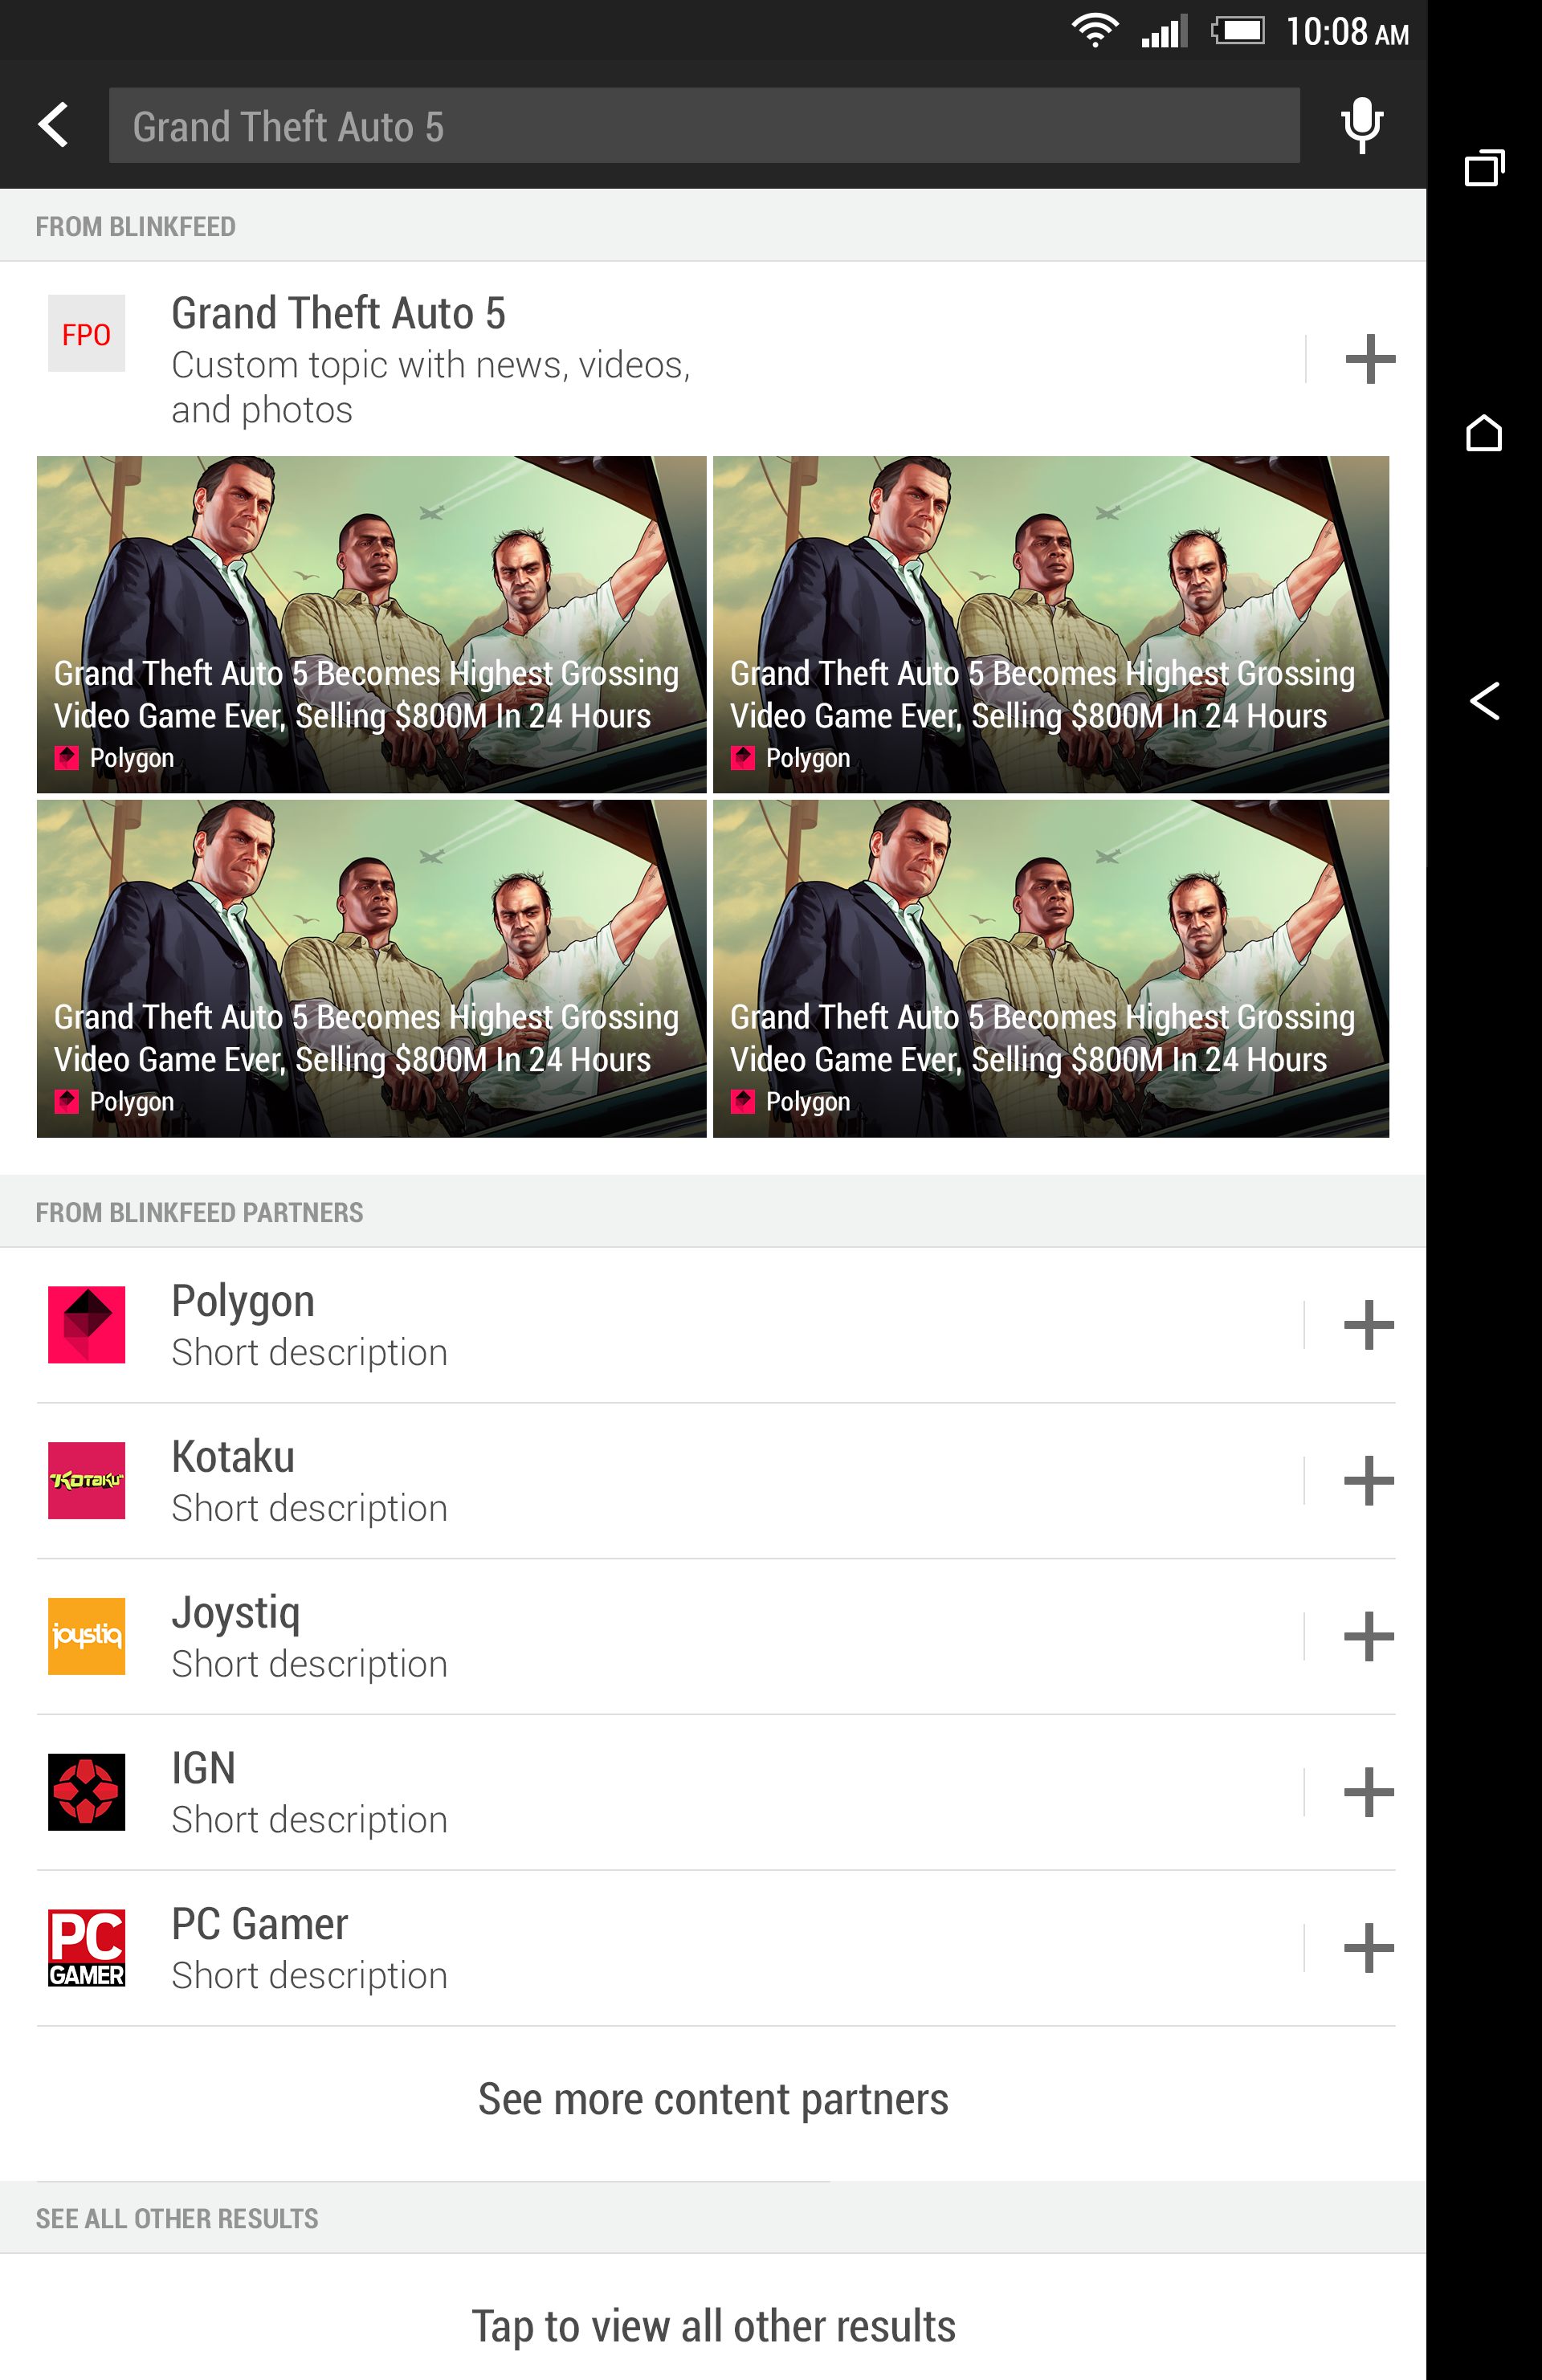 10:08 AM
Grand Theft Auto 5
FROM BLINKFEED
FPO
Grand Theft Auto 5
Custom topic with news, videos,
and photos
Grand Theft Auto 5 Becomes Highest Grossing
Video Game Ever, Selling $800M In 24 Hours
Polygon
Grand Theft Auto 5 Becomes Highest Grossing
Video Game Ever, Selling $800M In 24 Hours
Polygon
Grand Theft Auto 5 Becomes Highest Grossing
Video Game Ever, Selling $800M In 24 Hours
Polygon
Grand Theft Auto 5 Becomes Highest Grossing
Video Game Ever, Selling $800M In 24 Hours
Polygon
FROM BLINKFEED PARTNERS
Polygon
Short description
KOTAKU
Kotaku
Short description
joystiq
Joystiq
Short description
IGN
Short description
PC
GAMER
PC Gamer
Short description
See more content partners
SEE ALL OTHER RESULTS
Tap to view all other results